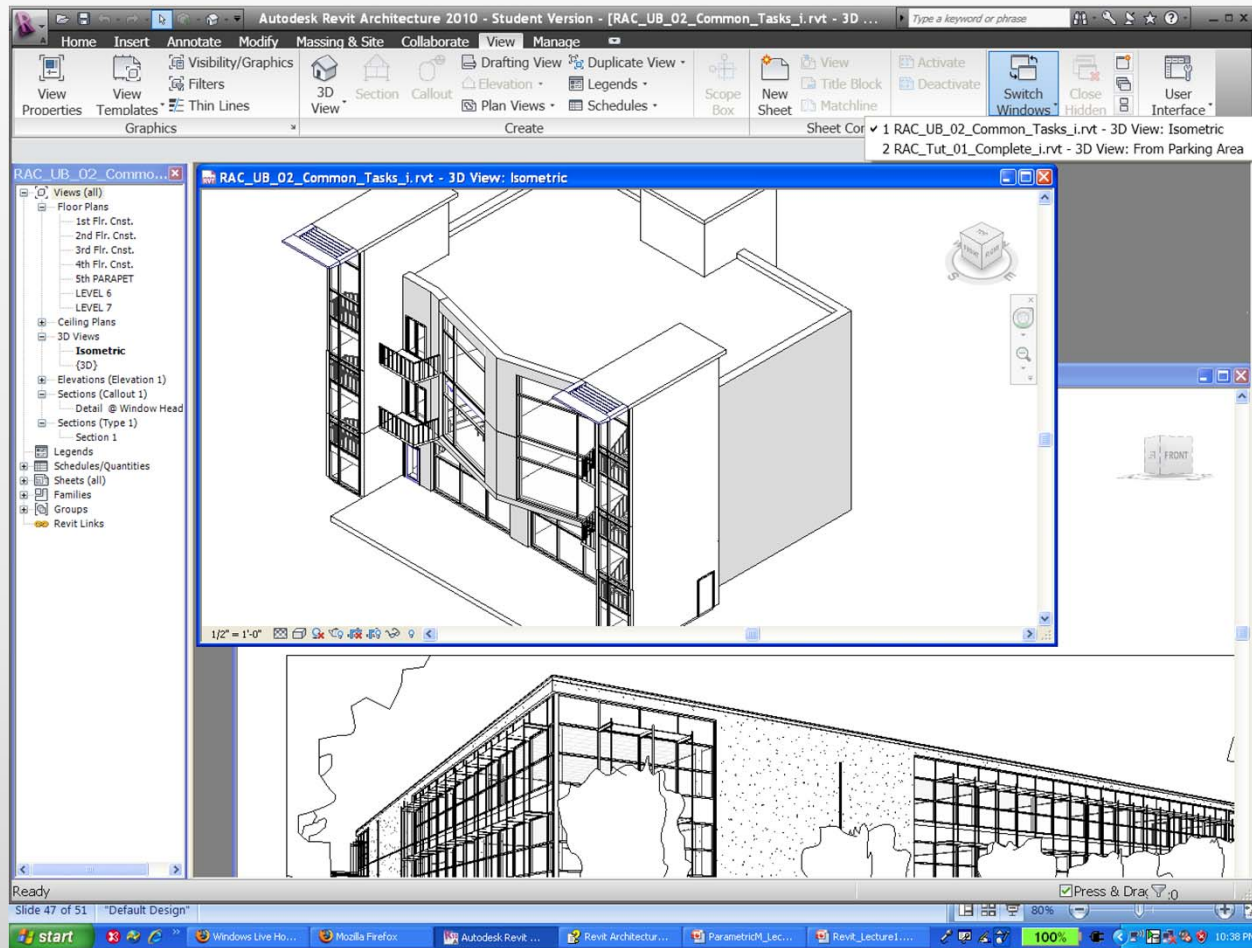 Autodesk Revit Architecture 2010 - Student Version - [RAC_UB_02_Common_Tasks_i.rvt - 3D ...
Type a keyword or phrase
Home Insert Annotate Modify Massing & Site Collaborate View Manage
View Properties
View Templates
Visibility/Graphics
Filters
Thin Lines
3D View
Section
Callout
Drafting View
Elevation
Plan Views
Duplicate View
Legends
Schedules
Scope Box
New Sheet
View
Title Block
Matchline
Activate
Deactivate
Switch Windows
Close Hidden
User Interface
Graphics
Create
Sheet Co
1 RAC_UB_02_Common_Tasks_i.rvt - 3D View: Isometric
2 RAC_Tut_01_Complete_i.rvt - 3D View: From Parking Area
RAC_UB_02_Commo...
Views (all)
Floor Plans
1st Flr. Cnst.
2nd Flr. Cnst.
3rd Flr. Cnst.
4th Flr. Cnst.
5th PARAPET
LEVEL 6
LEVEL 7
Ceiling Plans
3D Views
Isometric
{3D}
Elevations (Elevation 1)
Sections (Callout 1)
Detail @ Window Head
Sections (Type 1)
Section 1
Legends
Schedules/Quantities
Sheets (all)
Families
Groups
Revit Links
RAC_UB_02_Common_Tasks_i.rvt - 3D View: Isometric
TOP
S
E
FRONT
1/2" = 1'-0"
Ready
Press & Drag
:0
Slide 47 of 51 "Default Design"
80%
start
Windows Live Ho...
Mozilla Firefox
Autodesk Revit ...
Revit Architectur...
ParametricM_Lec...
Revit_Lecture1....
100%
10:38 PM